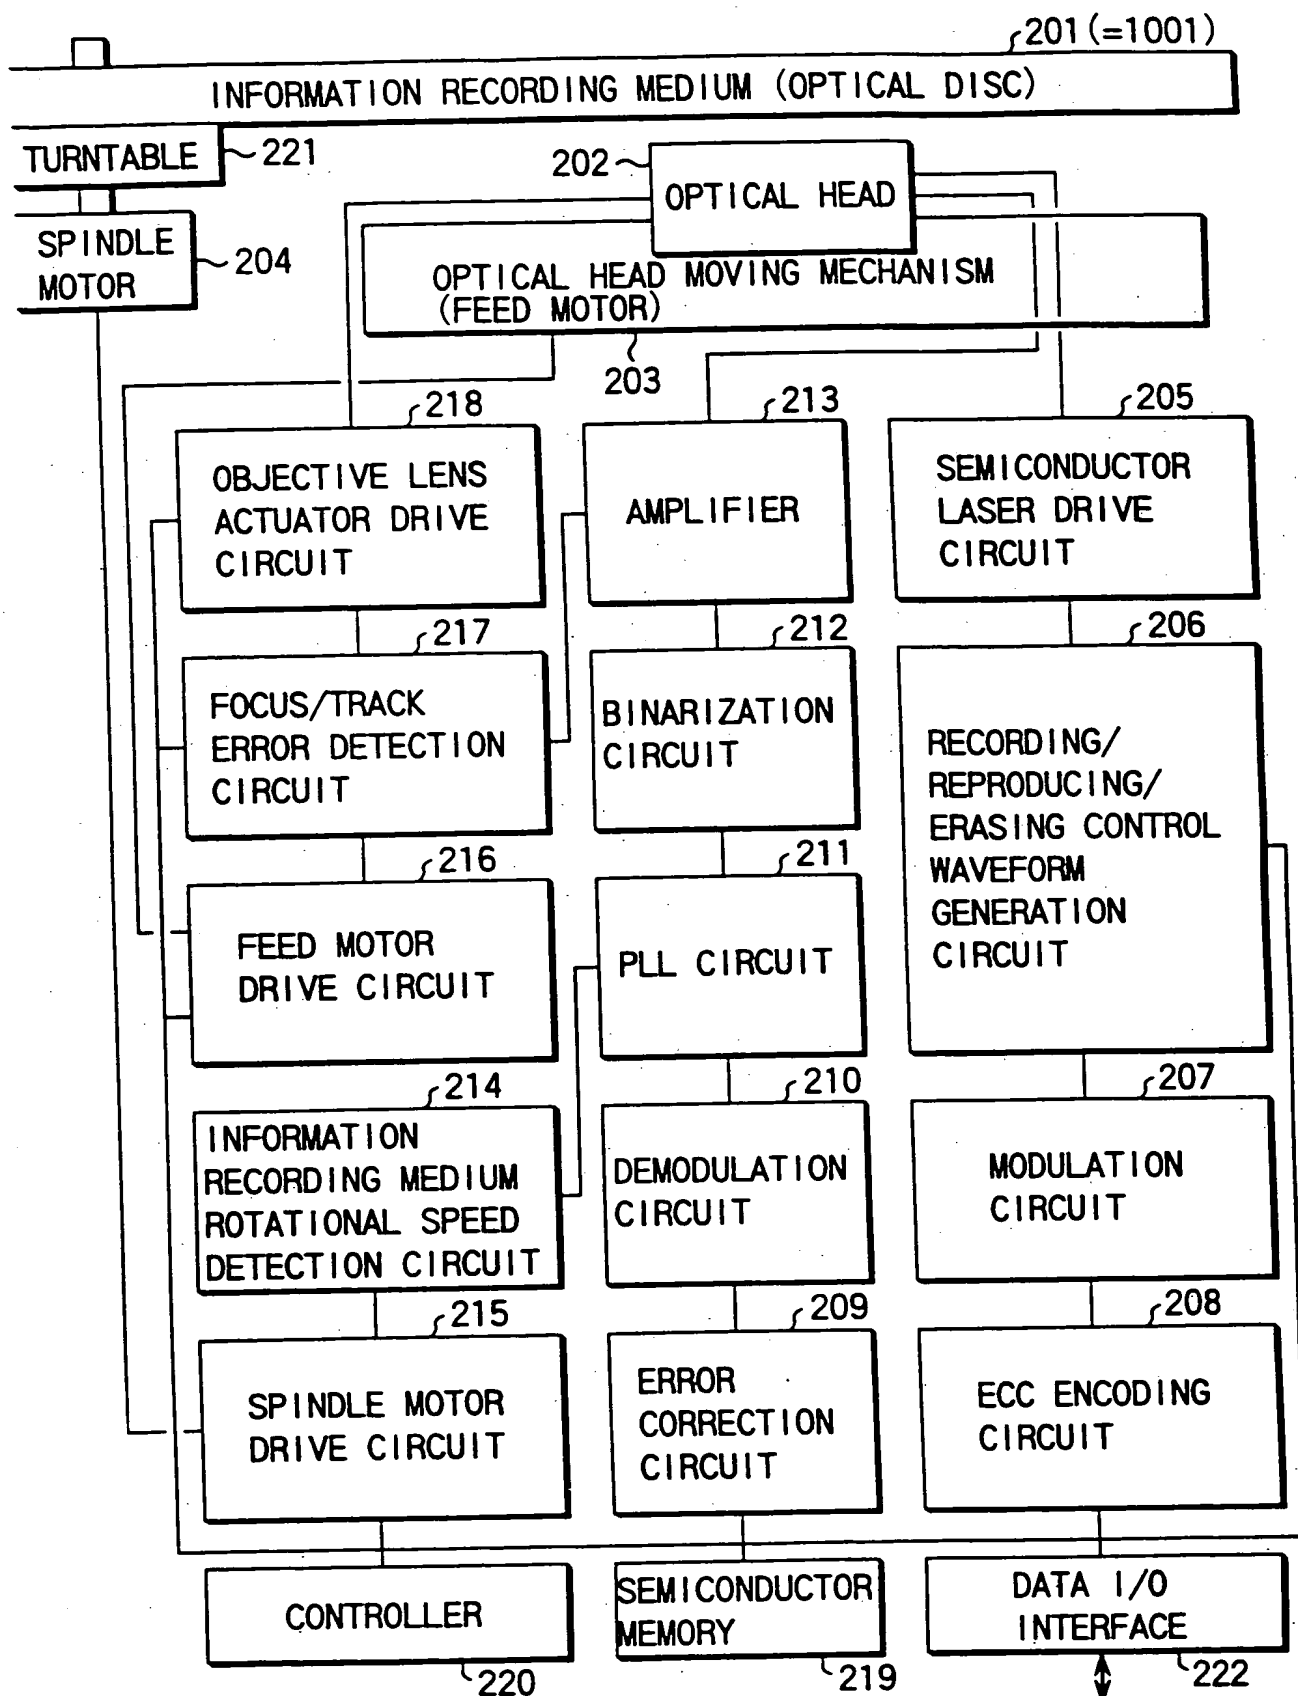 201(=1001)
INFORMATION RECORDING MEDIUM (OPTICAL DISC)
TURNTABLE
221
202
OPTICAL HEAD
SPINDLE
MOTOR
204
OPTICAL HEAD MOVING MECHANISM
(FEED MOTOR)
203
218
213
205
OBJECTIVE LENS
ACTUATOR DRIVE
CIRCUIT
AMPLIFIER
SEMICONDUCTOR
LASER DRIVE
CIRCUIT
217
212
206
FOCUS/TRACK
ERROR DETECTION
CIRCUIT
BINARIZATION
CIRCUIT
RECORDING/
REPRODUCING/
ERASING CONTROL
WAVEFORM
GENERATION
CIRCUIT
216
211
FEED MOTOR
DRIVE CIRCUIT
PLL CIRCUIT
214
210
207
INFORMATION
RECORDING MEDIUM
ROTATIONAL SPEED
DETECTION CIRCUIT
DEMODULATION
CIRCUIT
MODULATION
CIRCUIT
215
209
208
SPINDLE MOTOR
DRIVE CIRCUIT
ERROR
CORRECTION
CIRCUIT
ECC ENCODING
CIRCUIT
CONTROLLER
SEMICONDUCTOR
MEMORY
DATA I/O
INTERFACE
220
219
222